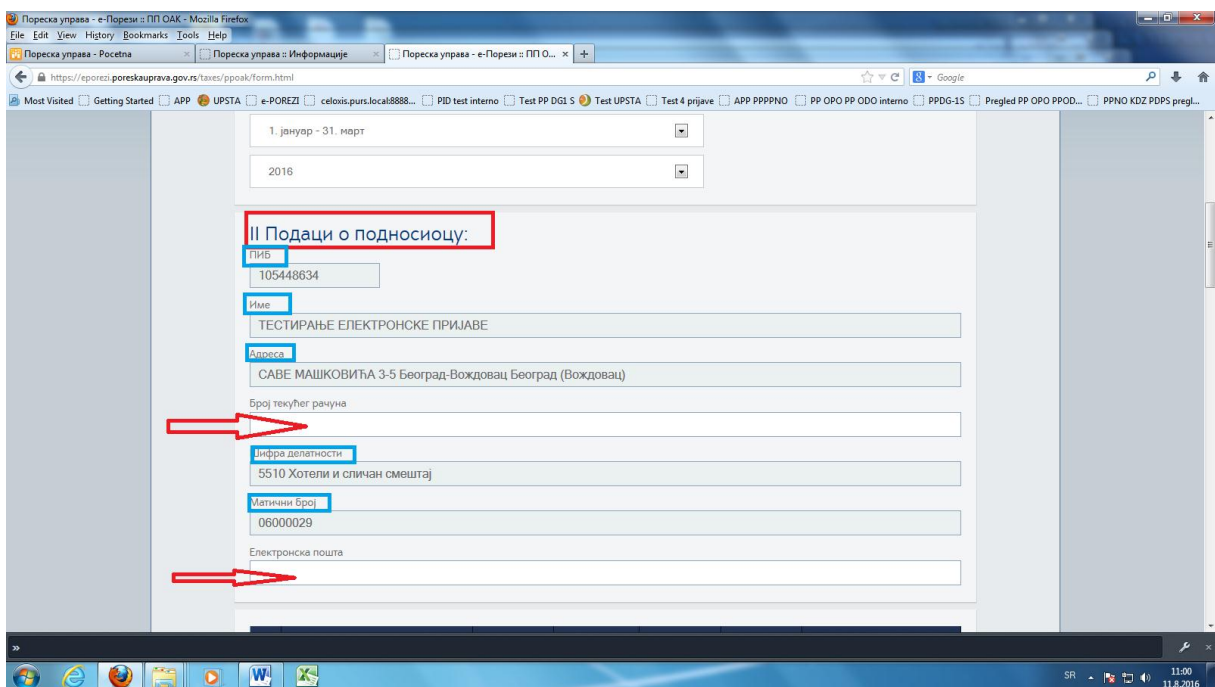 Пореска управа - е-Порези :: ПП ОАК - Mozilla Firefox
File Edit View History Bookmarks Tools Help
Пореска управа - Pocetna × Пореска управа :: Информације × Пореска управа - е-Порези :: ПП О... × +
https://eporezi.poreskauprava.gov.rs/taxes/ppoak/form.html Google
Most Visited Getting Started APP UPSTA e-POREZI celoxis.purs.local:8888... PID test interno Test PP DG1 S Test UPSTA Test 4 prijave APP PPPPNO PP OPO PP ODO interno PPDG-1S Pregled PP OPO PPOD... PPNO KDZ PDPS pregl...
1. јануар - 31. март
2016
II Подаци о подносиоцу:
ПИБ
105448634
Име
ТЕСТИРАЊЕ ЕЛЕКТРОНСКЕ ПРИЈАВЕ
Адреса
САВЕ МАШКОВИЋА 3-5 Београд-Вождовац Београд (Вождовац)
Број текућег рачуна
Шифра делатности
5510 Хотели и сличан смештај
Матични број
06000029
Електронска пошта
»
SR 11:00
11.8.2016